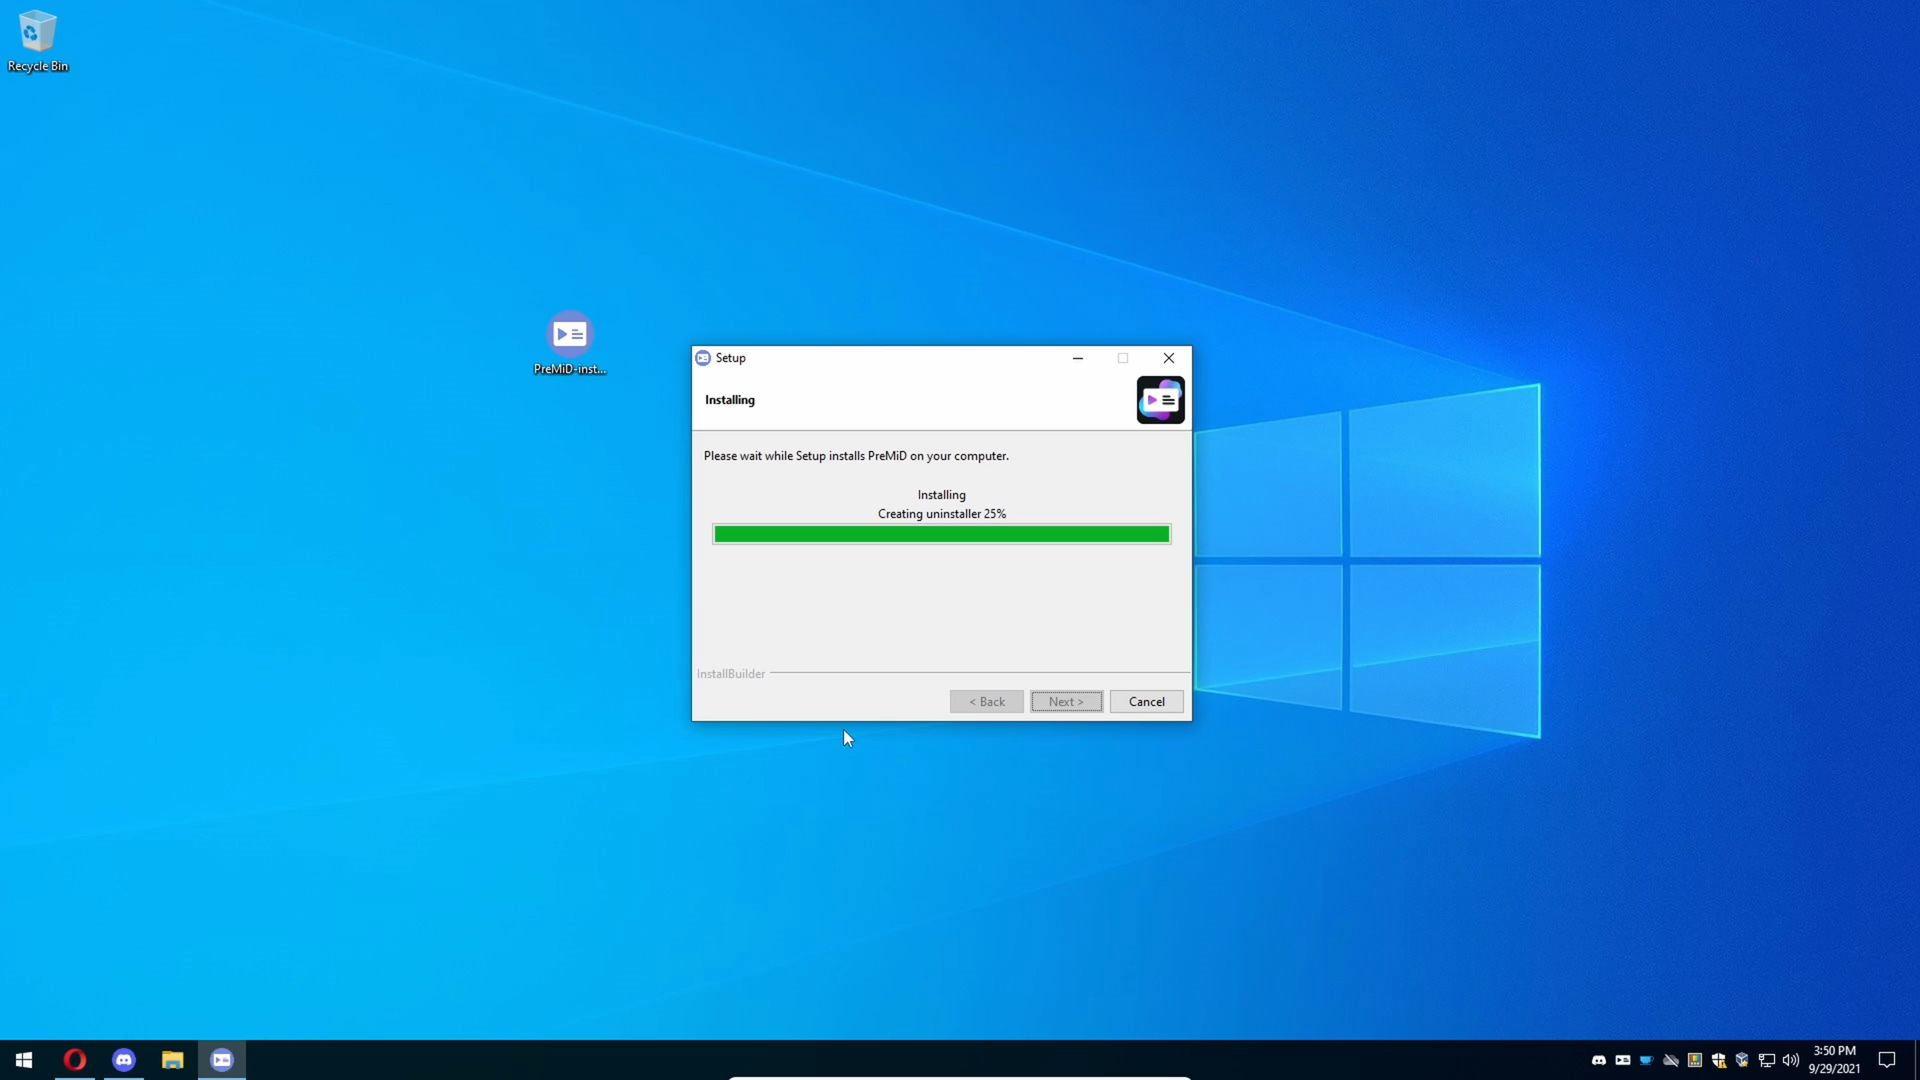 Recycle Bin
PreMiD-inst...
Setup
Installing
Please wait while Setup installs PreMiD on your computer.
Installing
Creating uninstaller 25%
InstallBuilder
< Back
Next >
Cancel
3:50 PM
9/29/2021